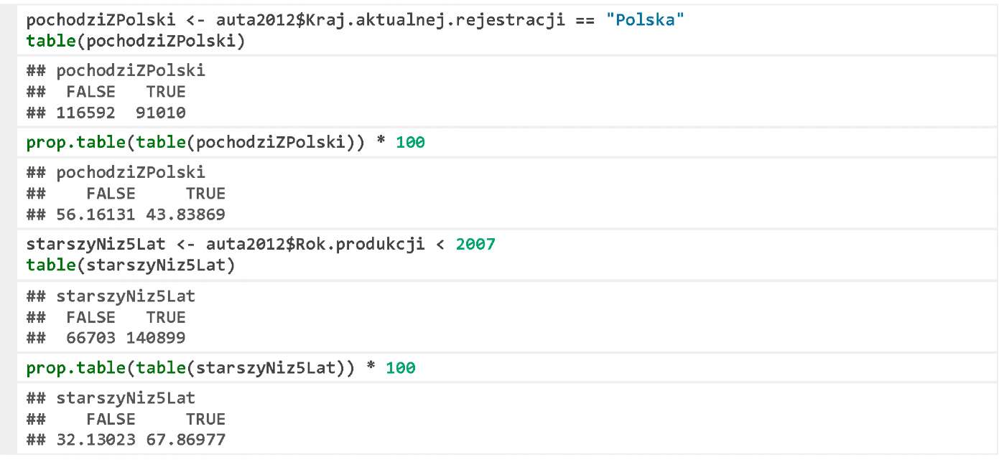 pochodziZPolski <- auta2012$Kraj.aktualnej.rejestracji == "Polska"
table(pochodziZPolski)
## pochodziZPolski
##  FALSE   TRUE
## 116592  91010
prop.table(table(pochodziZPolski)) * 100
## pochodziZPolski
##    FALSE     TRUE
## 56.16131 43.83869
starszyNiz5Lat <- auta2012$Rok.produkcji < 2007
table(starszyNiz5Lat)
## starszyNiz5Lat
##  FALSE   TRUE
##  66703 140899
prop.table(table(starszyNiz5Lat)) * 100
## starszyNiz5Lat
##    FALSE     TRUE
## 32.13023 67.86977